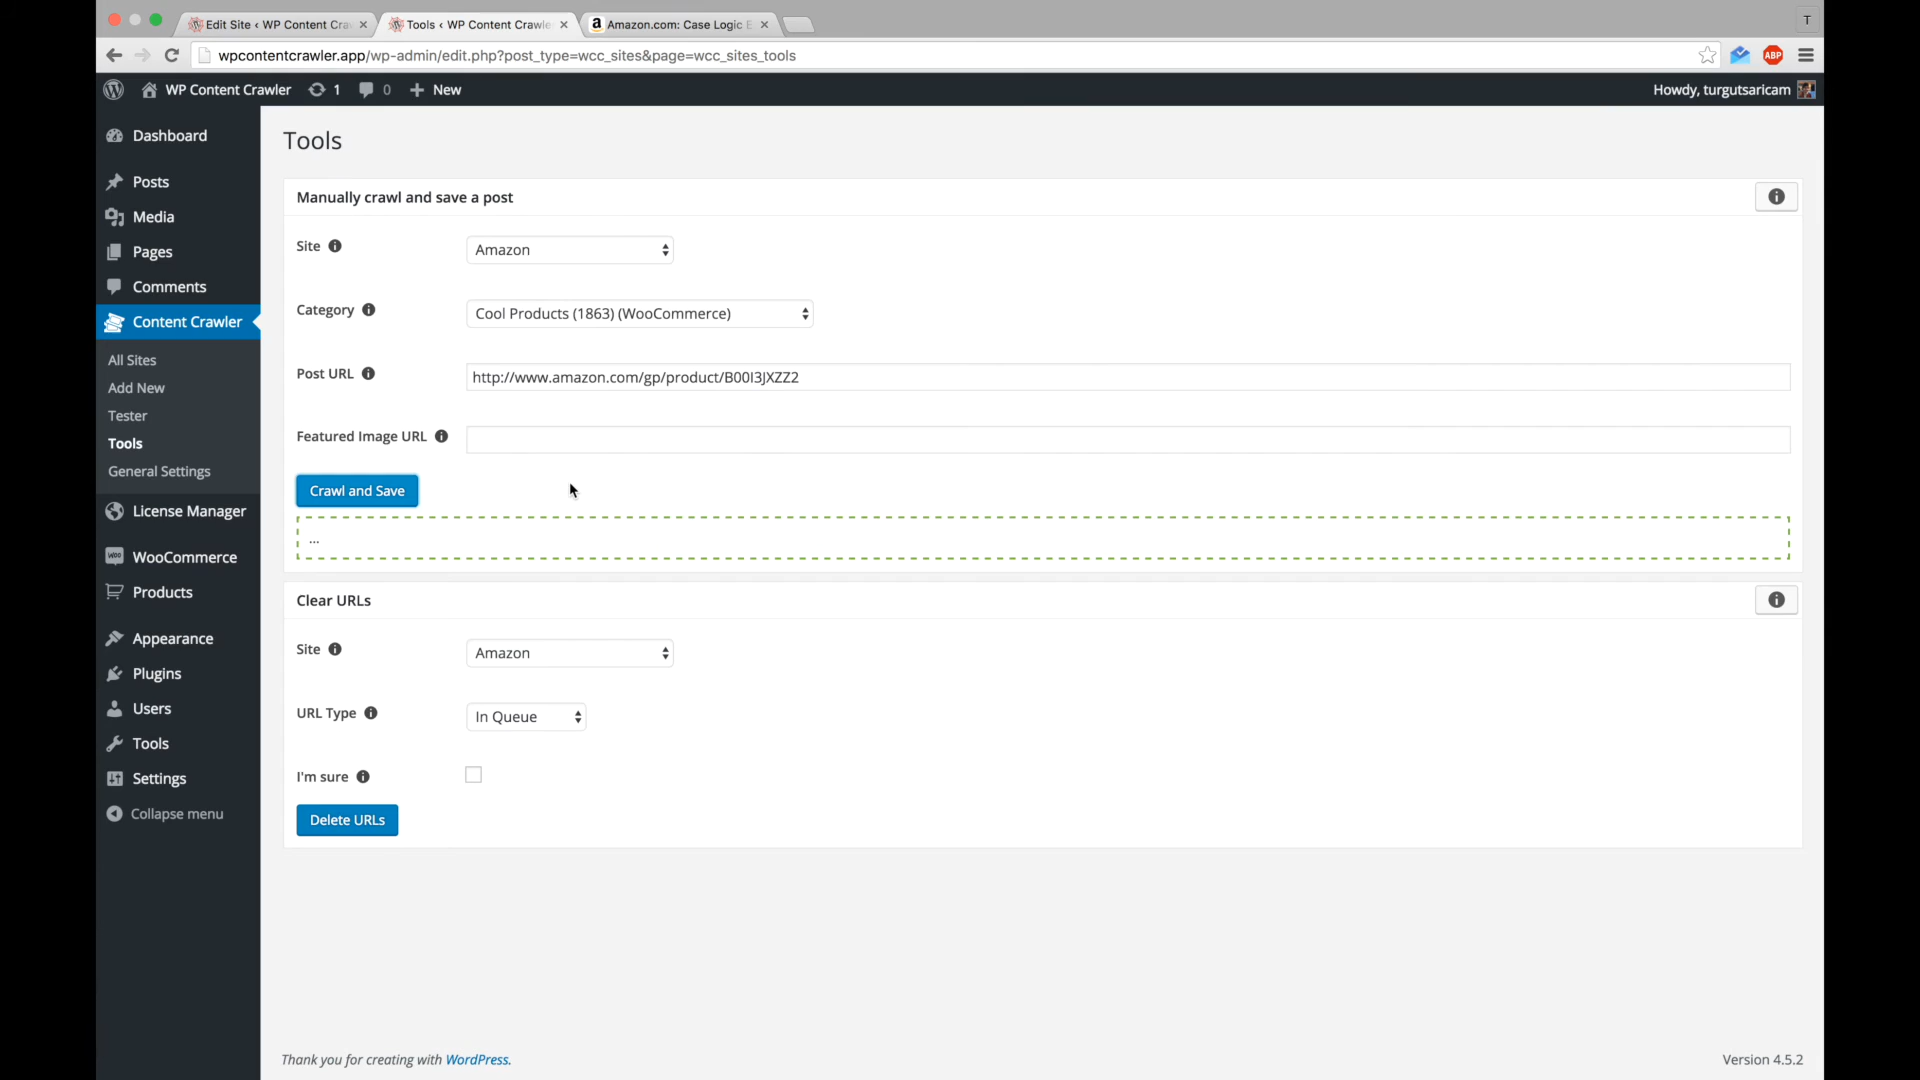 Edit Site ‹ WP Content Cra
Tools ‹ WP Content Crawle
Amazon.com: Case Logic E
T
wpcontentcrawler.app/wp-admin/edit.php?post_type=wcc_sites&page=wcc_sites_tools
ABP
WP Content Crawler
1
0
New
Howdy, turgutsaricam
Dashboard
Posts
Media
Pages
Comments
Content Crawler
All Sites
Add New
Tester
Tools
General Settings
License Manager
WooCommerce
Products
Appearance
Plugins
Users
Tools
Settings
Collapse menu
Tools
Manually crawl and save a post
Site
Amazon
Category
Cool Products (1863) (WooCommerce)
Post URL
http://www.amazon.com/gp/product/B00I3JXZZ2
Featured Image URL
Crawl and Save
...
Clear URLs
Site
Amazon
URL Type
In Queue
I'm sure
Delete URLs
Thank you for creating with WordPress.
Version 4.5.2